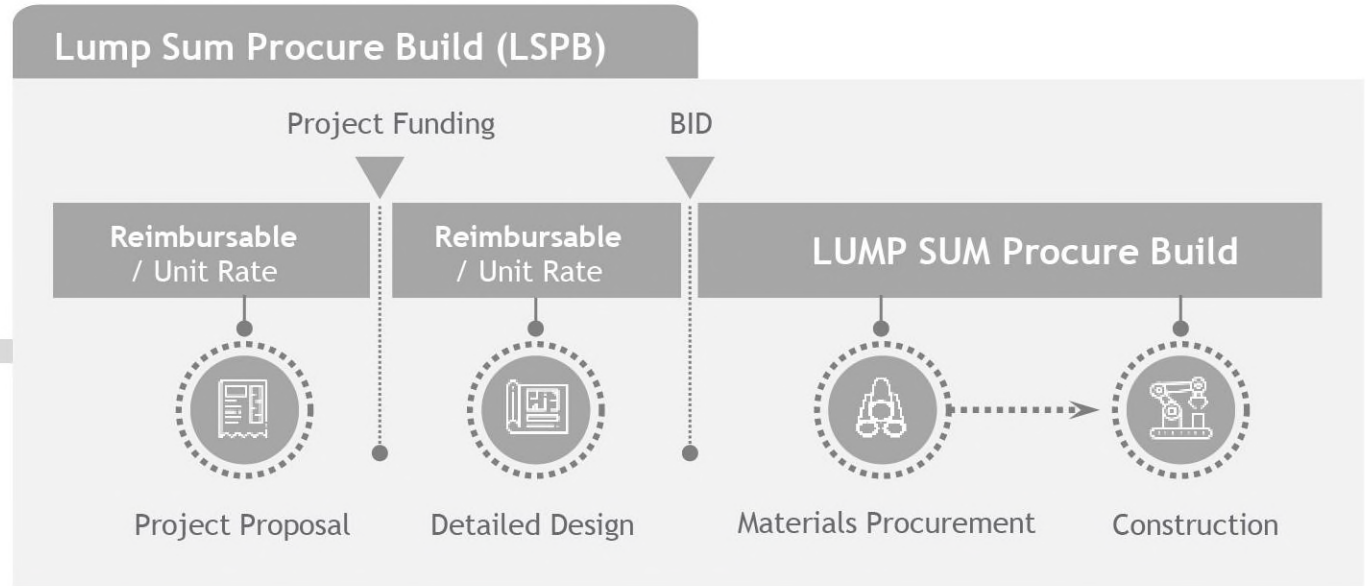 Lump Sum Procure Build (LSPB)
Project Funding
BID
Reimbursable
/ Unit Rate
Reimbursable
/ Unit Rate
LUMP SUM Procure Build
Project Proposal
Detailed Design
Materials Procurement
Construction